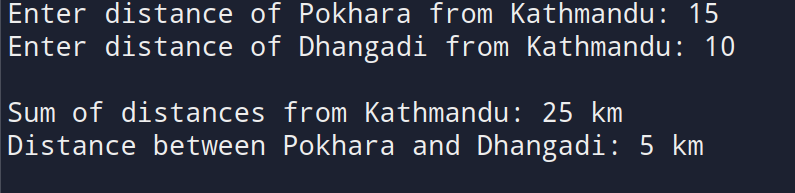 Enter distance of Pokhara from Kathmandu: 15
Enter distance of Dhangadi from Kathmandu: 10
Sum of distances from Kathmandu: 25 km
Distance between Pokhara and Dhangadi: 5 km